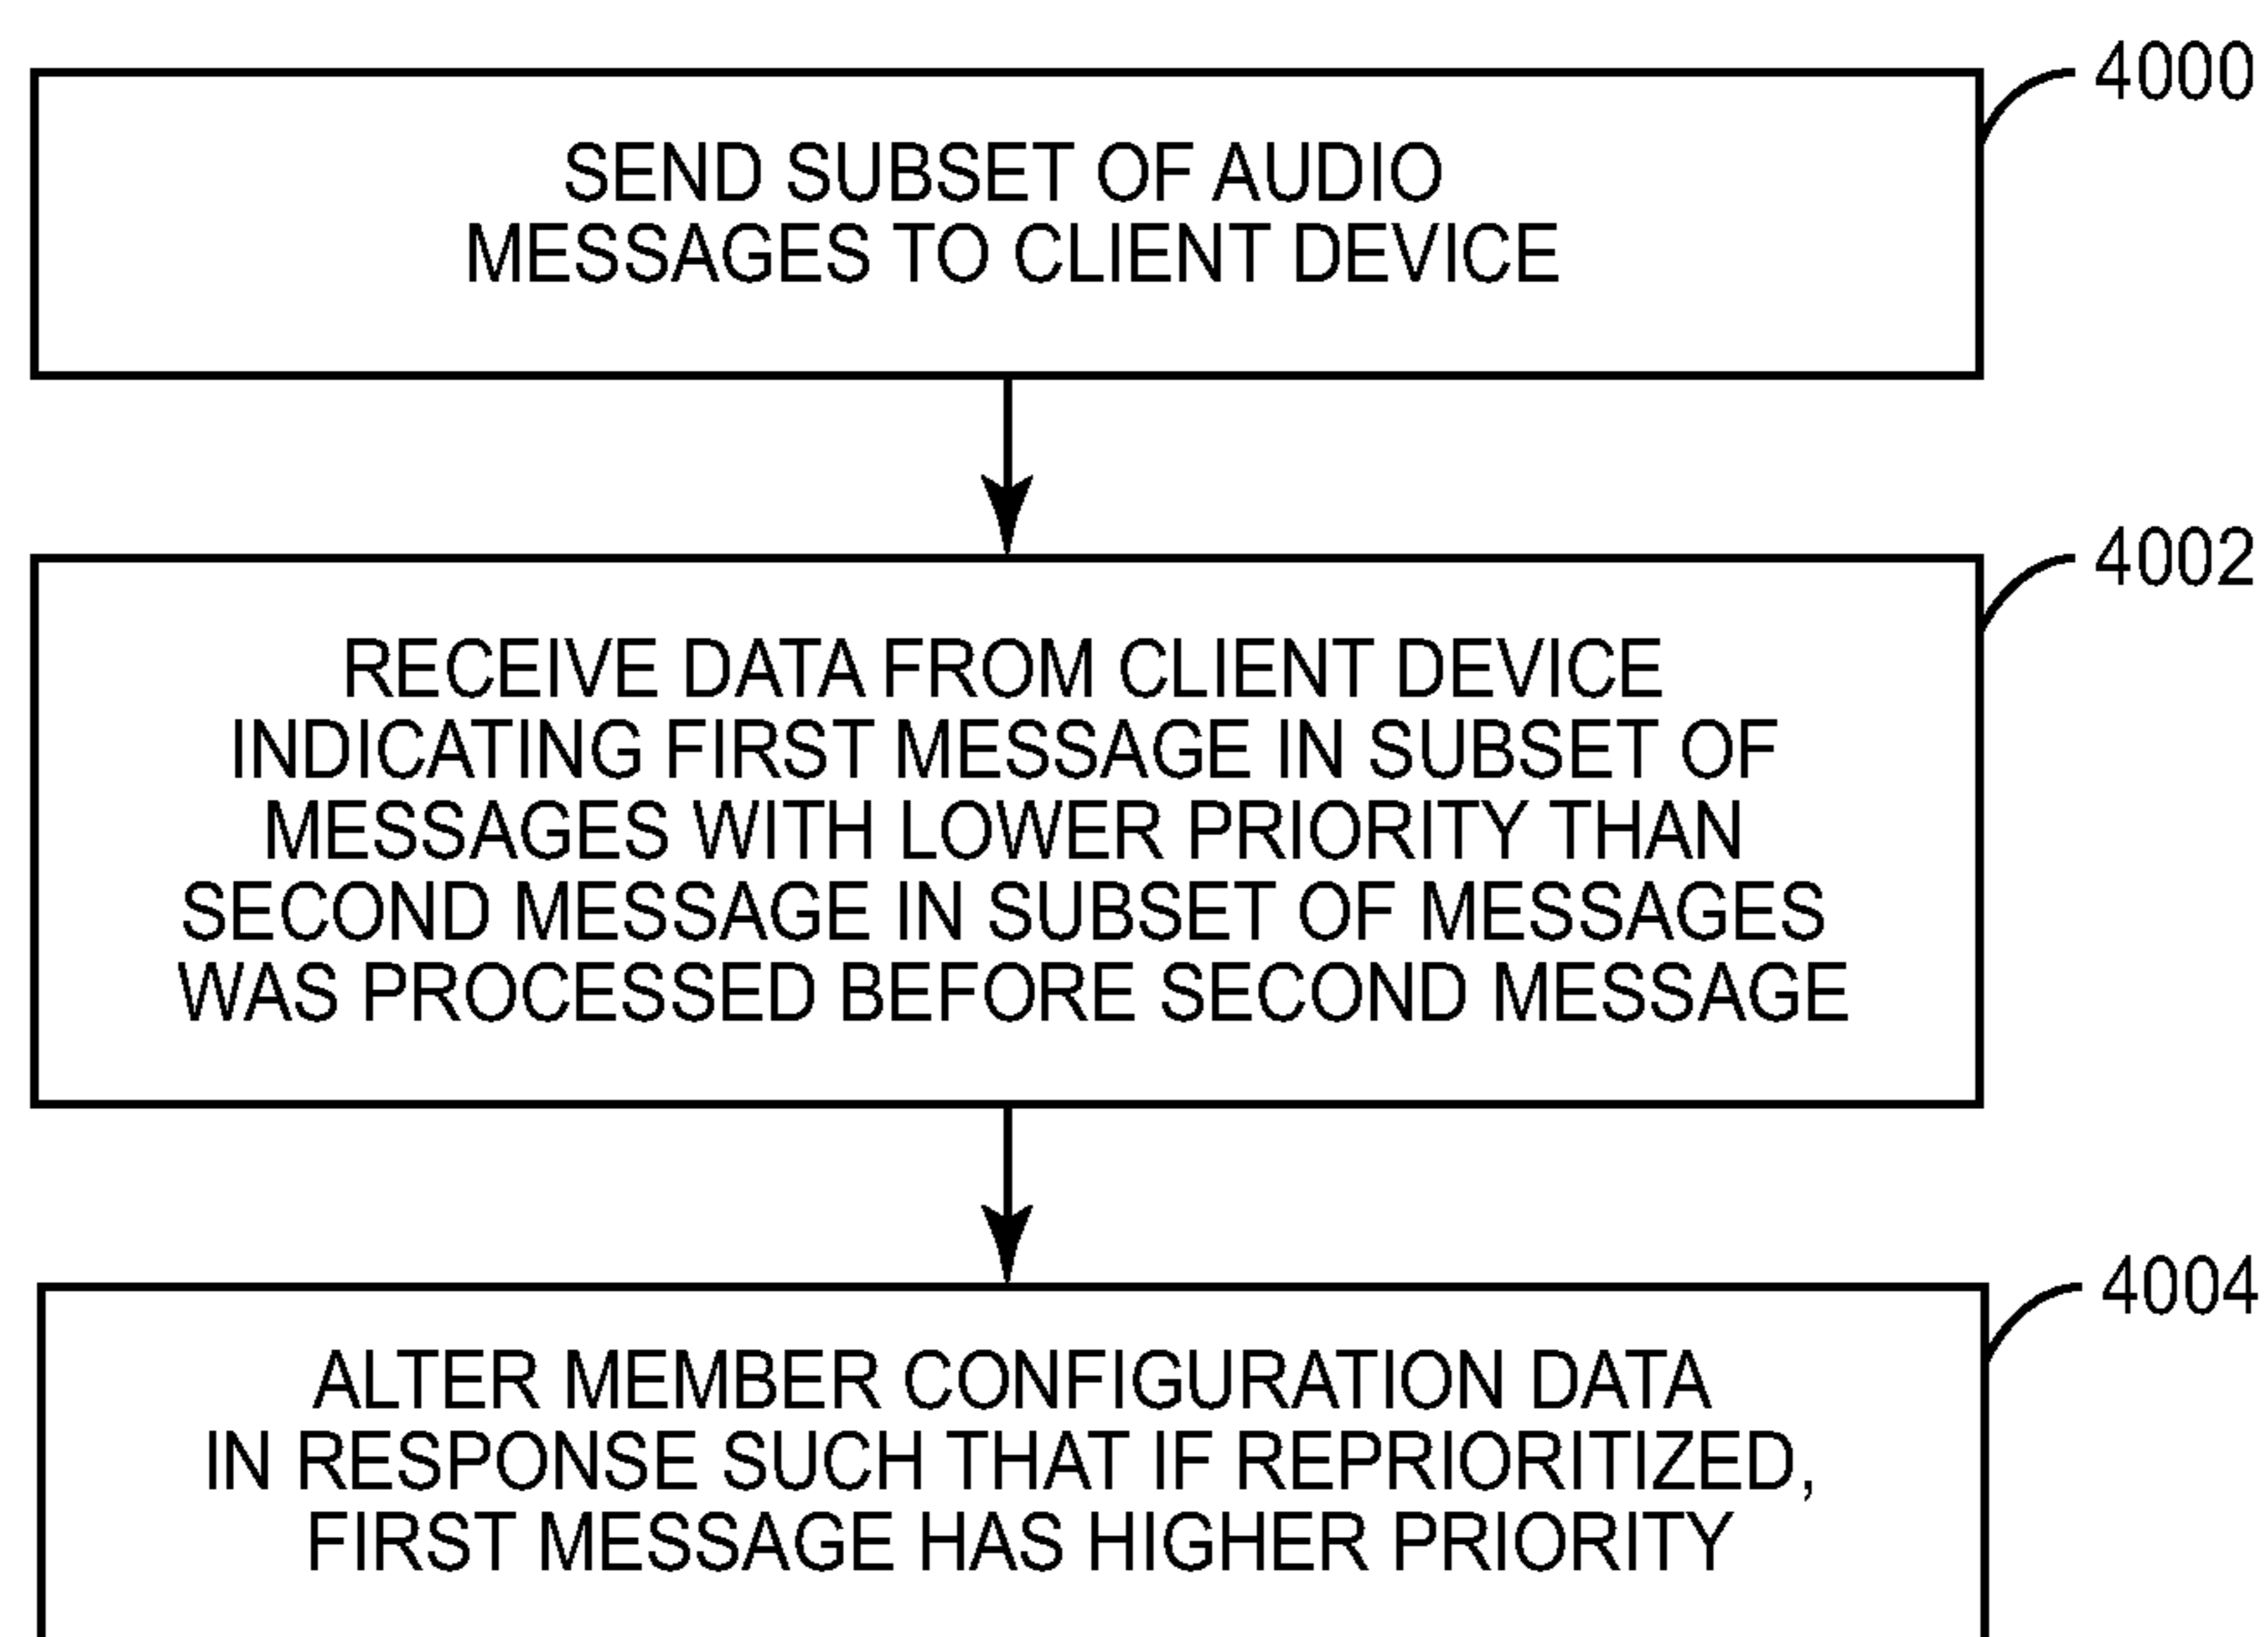 4000
SEND SUBSET OF AUDIO
MESSAGES TO CLIENT DEVICE
4002
RECEIVE DATA FROM CLIENT DEVICE
INDICATING FIRST MESSAGE IN SUBSET OF
MESSAGES WITH LOWER PRIORITY THAN
SECOND MESSAGE IN SUBSET OF MESSAGES
WAS PROCESSED BEFORE SECOND MESSAGE
4004
ALTER MEMBER CONFIGURATION DATA
IN RESPONSE SUCH THAT IF REPRIORITIZED,
FIRST MESSAGE HAS HIGHER PRIORITY